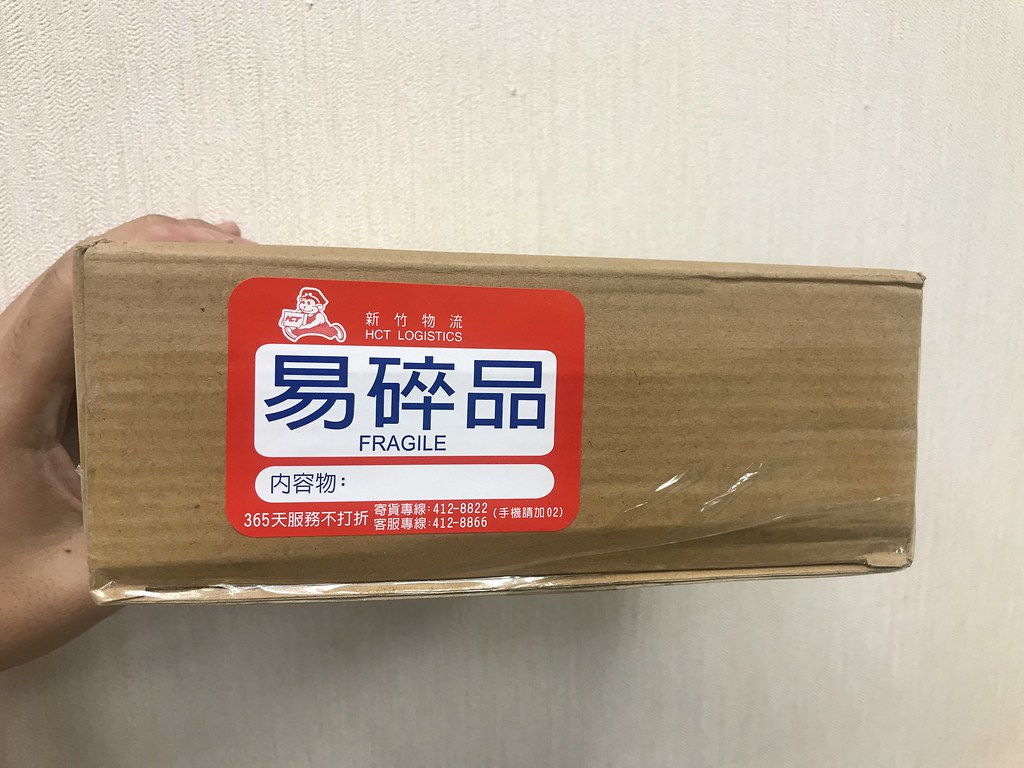 HCT
新竹物流
HCT LOGISTICS
易碎品
FRAGILE
内容物：
365天服務不打折
寄貨專線：412-8822
客服專線：412-8866
(手機請加02)